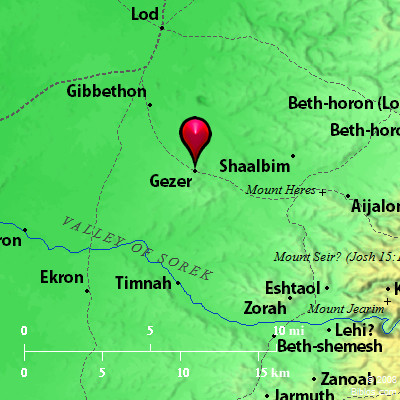 Lod
Gibbethon
Beth-horon (Lo
Beth-horo
Shaalbim
Gezer
Mount Heres
Aijalon
VALLEY OF SOREK
ron
Mount Seir? (Josh 15:1
Ekron
Timnah
Eshtaol
K
Zorah
Mount Jearim
0 5 10 mi
Lehi?
Beth-shemesh
0 10 15 km
Zanoah
Jarmuth